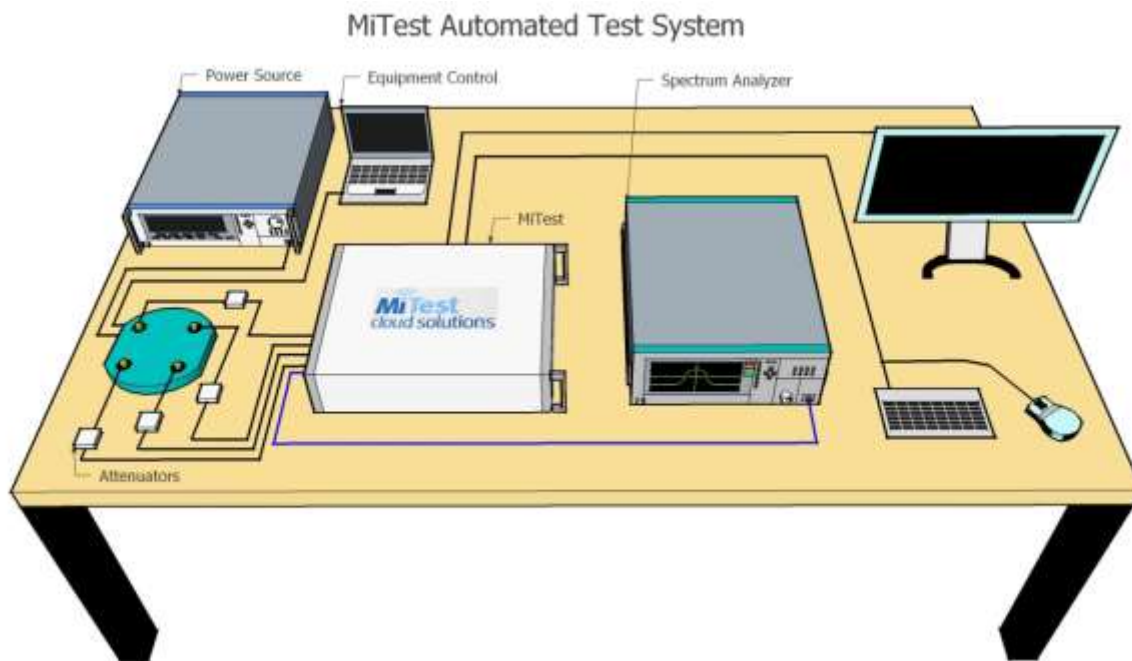 MiTest Automated Test System
Power Source
Equipment Control
Spectrum Analyzer
MiTest
MiTest
cloud solutions
Attenuators